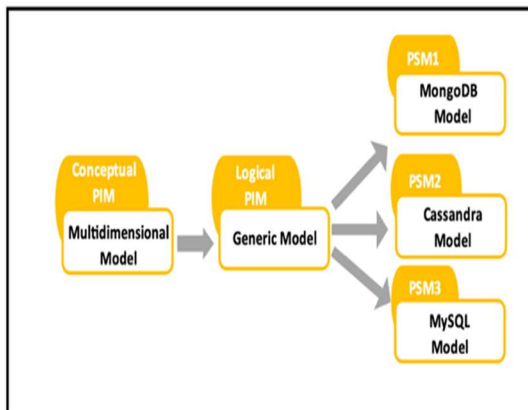 Conceptual
PIM
Multidimensional
Model
Logical
PIM
Generic Model
PSM1
MongoDB
Model
PSM2
Cassandra
Model
PSM3
MySQL
Model